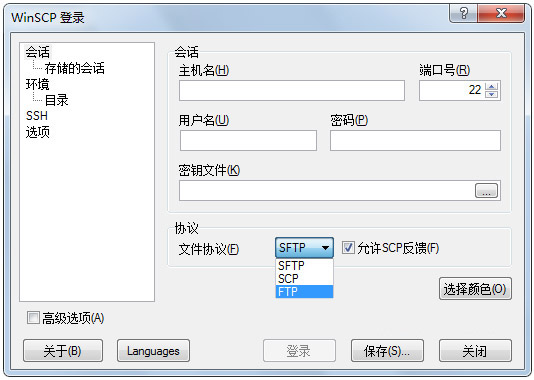 WinSCP 登录
会话
存储的会话
环境
目录
SSH
选项
会话
主机名(H)
端口号(R)
22
用户名(U)
密码(P)
密钥文件(K)
...
协议
文件协议(F)
SFTP
允许SCP反馈(F)
SFTP
SCP
FTP
选择颜色(O)
高级选项(A)
关于(B)
Languages
登录
保存(S)...
关闭